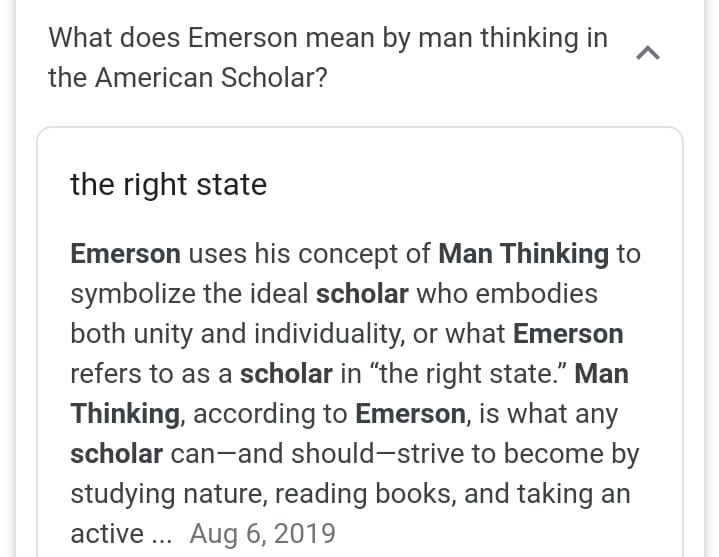 What does Emerson mean by man thinking in
the American Scholar?
the right state
Emerson uses his concept of Man Thinking to
symbolize the ideal scholar who embodies
both unity and individuality, or what Emerson
refers to as a scholar in “the right state.” Man
Thinking, according to Emerson, is what any
scholar can—and should—strive to become by
studying nature, reading books, and taking an
active ... Aug 6, 2019